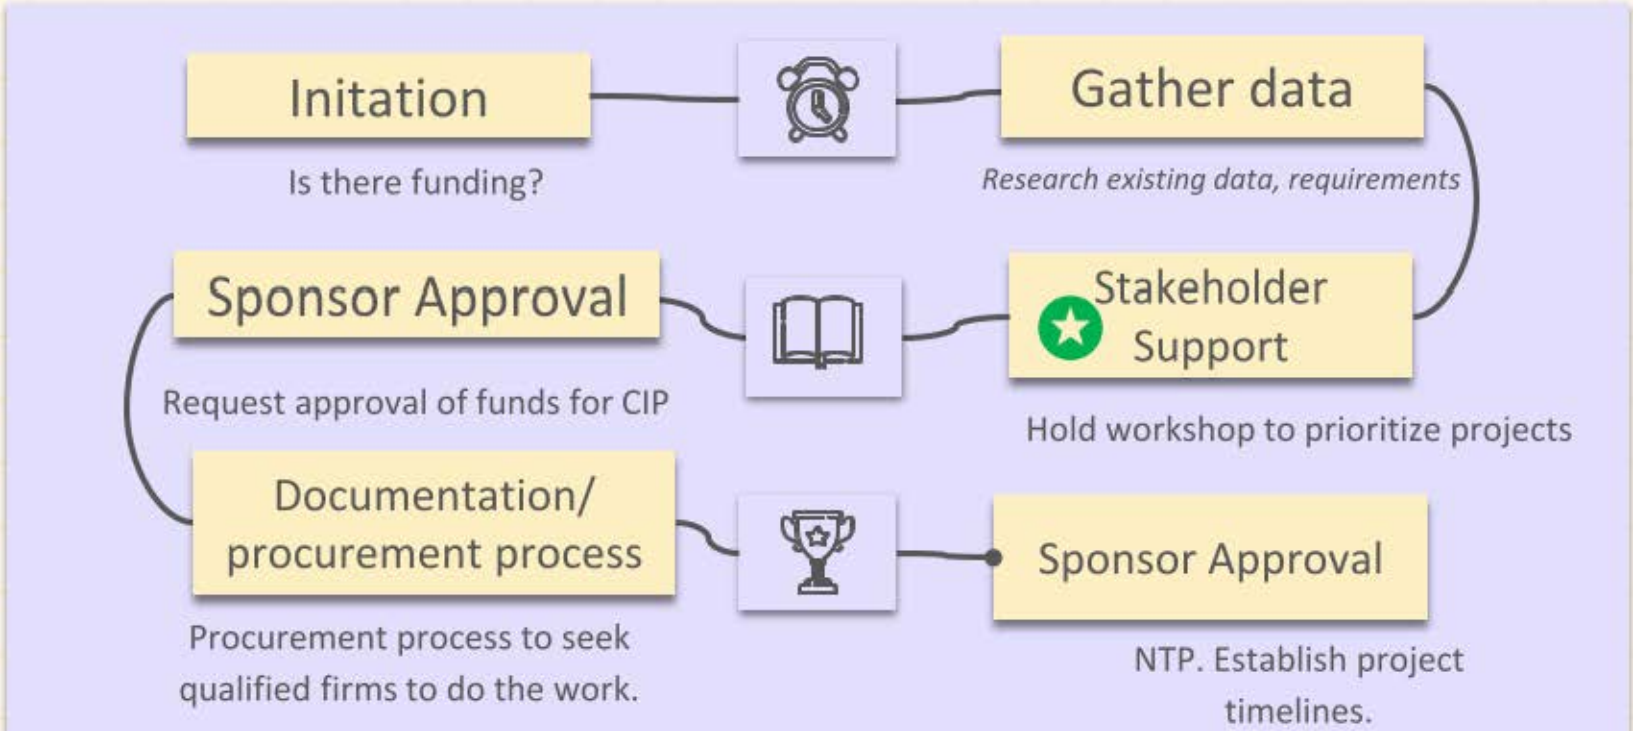 Initation
Is there funding?
Gather data
Research existing data, requirements
Stakeholder
Support
Hold workshop to prioritize projects
Sponsor Approval
Request approval of funds for CIP
Documentation/
procurement process
Procurement process to seek
qualified firms to do the work.
Sponsor Approval
NTP. Establish project
timelines.